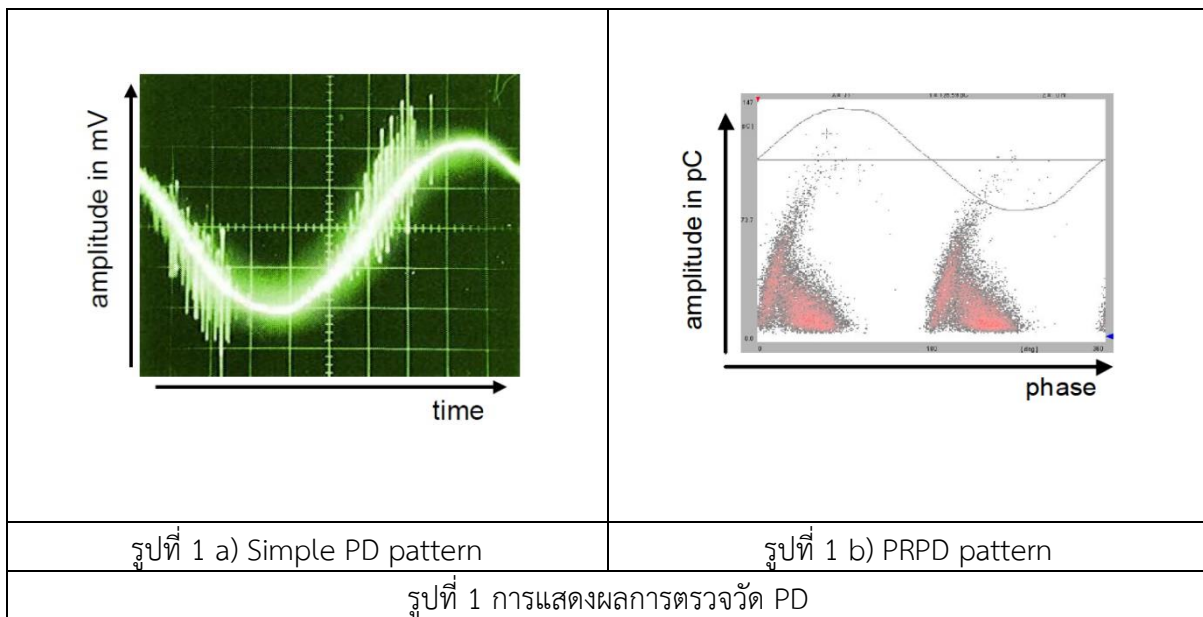 amplitude in mV
time
amplitude in pC
147
73.7
0.0
0
180
[deg]
360
phase
รูปที่ 1 a) Simple PD pattern
รูปที่ 1 b) PRPD pattern
รูปที่ 1 การแสดงผลการตรวจวัด PD